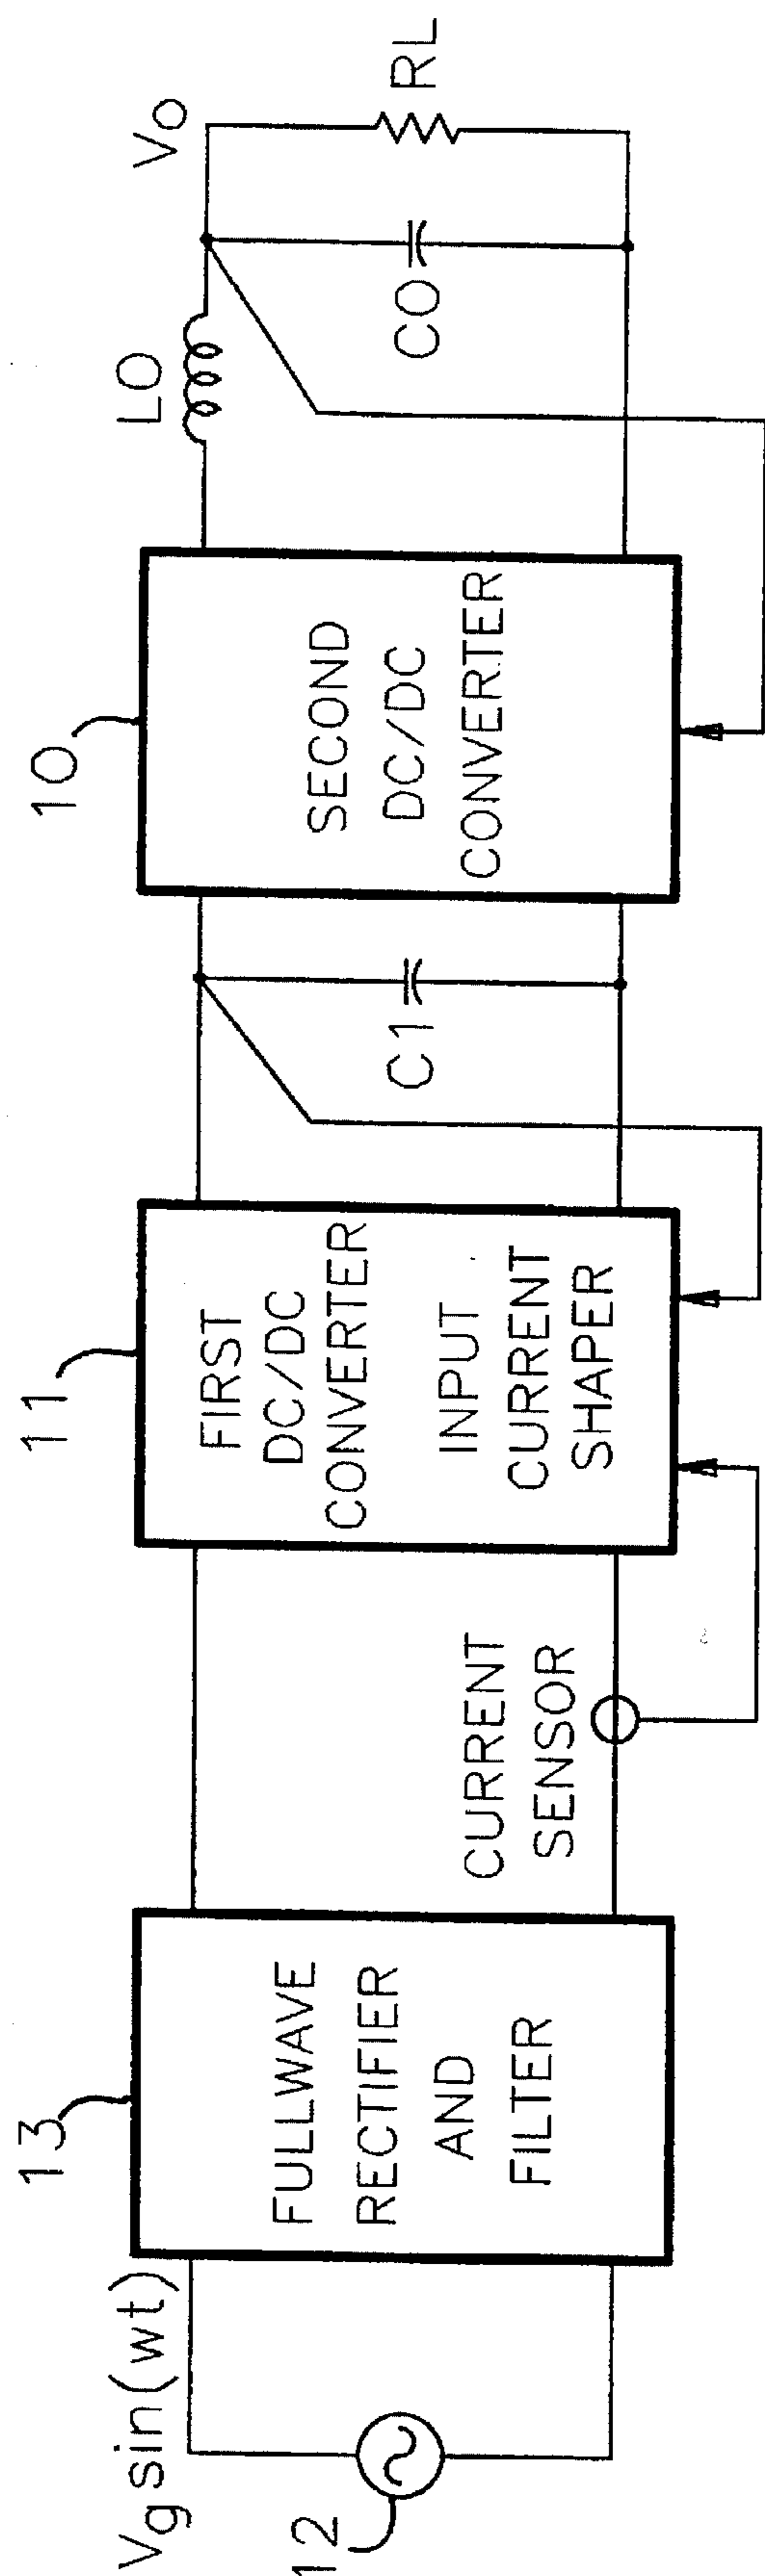 Vg sin(wt)
12
13
FULLWAVE
RECTIFIER
AND
FILTER
CURRENT
SENSOR
11
FIRST
DC/DC
CONVERTER
INPUT
CURRENT
SHAPER
C1
10
SECOND
DC/DC
CONVERTER
LO
CO
Vo
RL